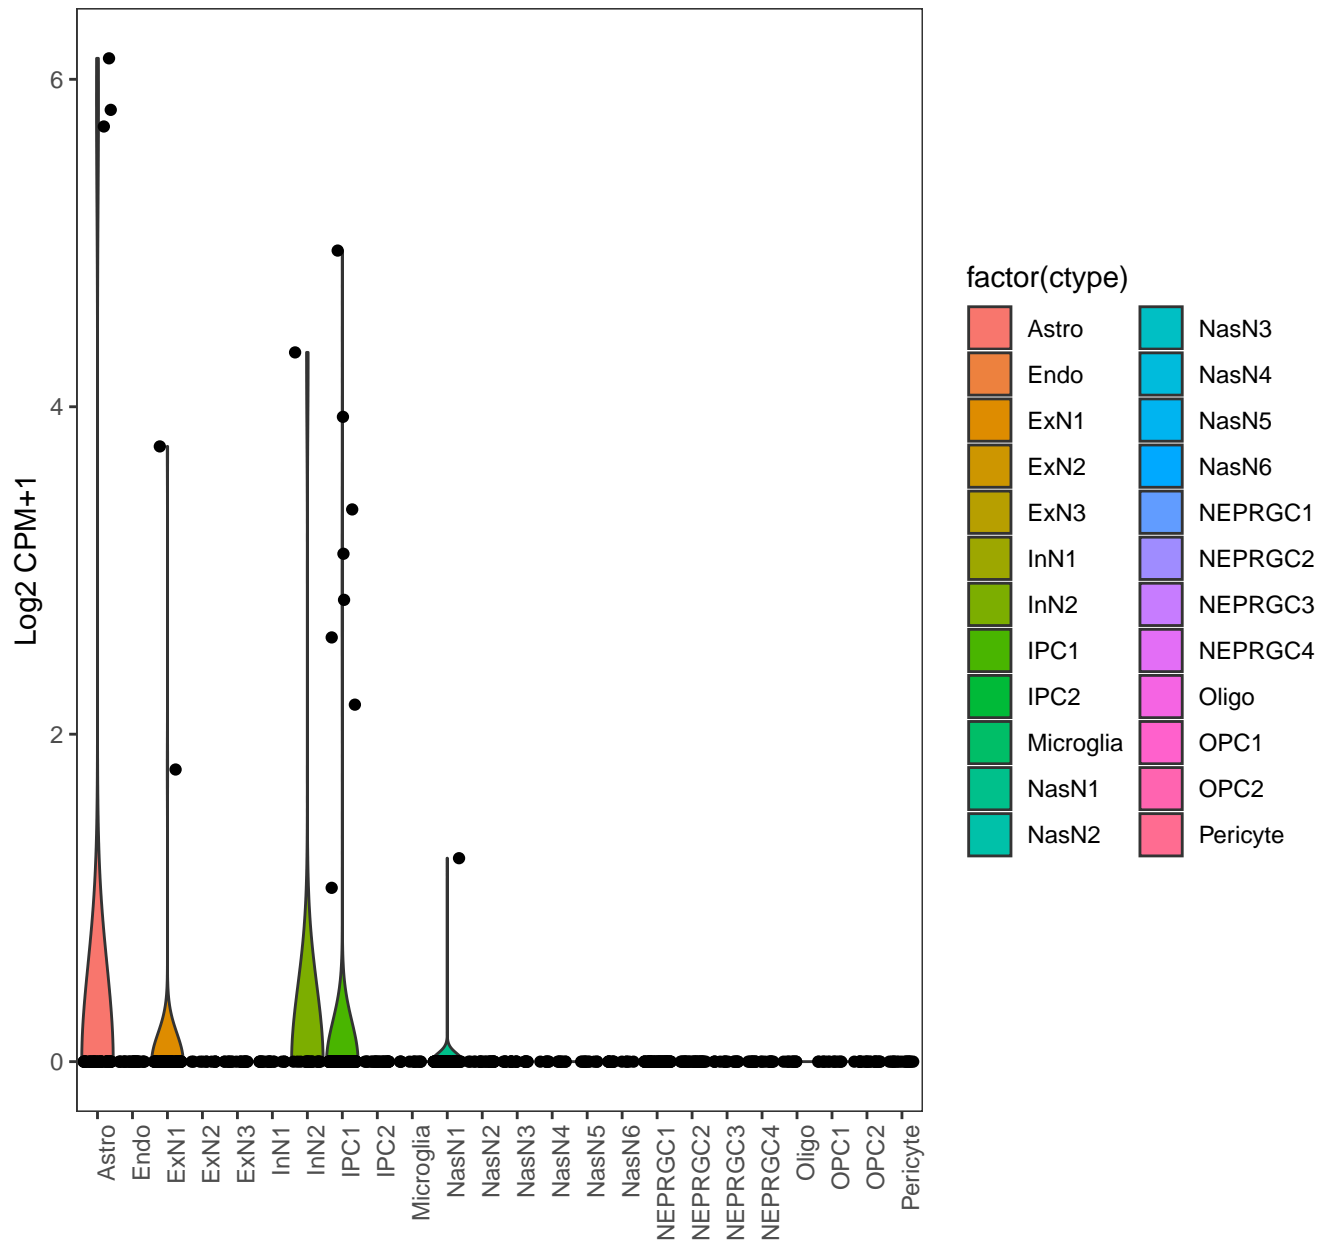 6
4
2
0
Log2 CPM+1
Astro
Endo
ExN1
ExN2
ExN3
InN1
InN2
IPC1
IPC2
Microglia
NasN1
NasN2
NasN3
NasN4
NasN5
NasN6
NEPRGC1
NEPRGC2
NEPRGC3
NEPRGC4
Oligo
OPC1
OPC2
Pericyte
factor(ctype)
Astro
Endo
ExN1
ExN2
ExN3
InN1
InN2
IPC1
IPC2
Microglia
NasN1
NasN2
NasN3
NasN4
NasN5
NasN6
NEPRGC1
NEPRGC2
NEPRGC3
NEPRGC4
Oligo
OPC1
OPC2
Pericyte